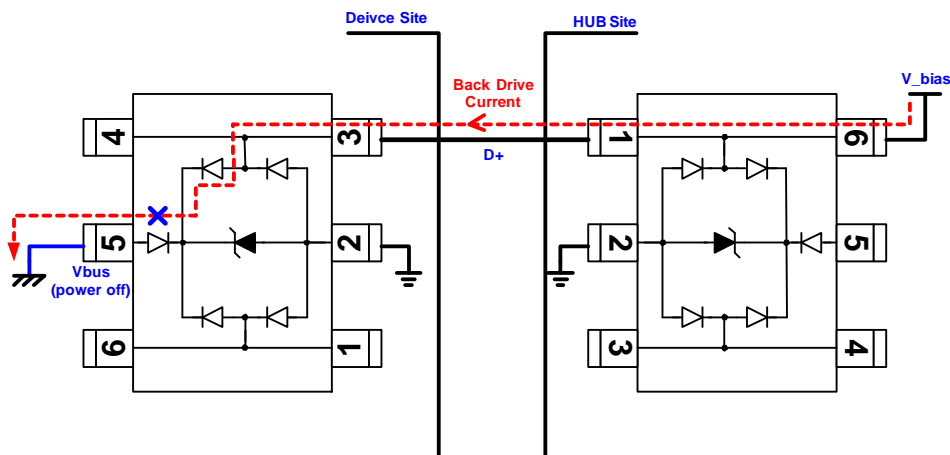 Deivce Site
HUB Site
V_bias
Back Drive
Current
4
3
1
6
D+
5
2
2
5
Vbus
(power off)
6
1
3
4